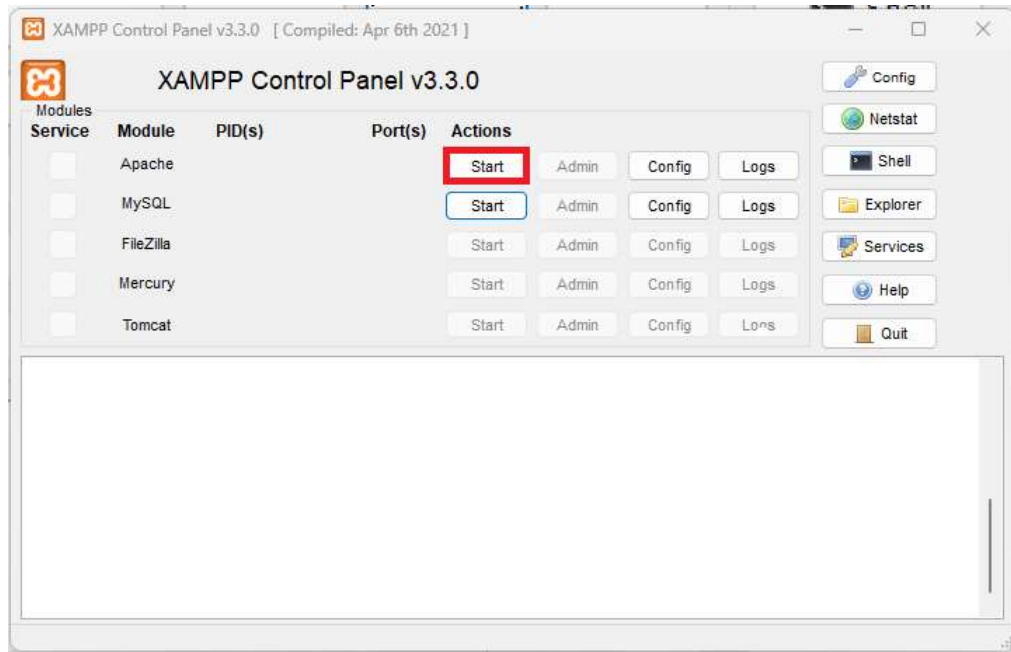 XAMPP Control Panel v3.3.0 [ Compiled: Apr 6th 2021 ]
XAMPP Control Panel v3.3.0
Modules
Service Module PID(s) Port(s) Actions
Apache Start Admin Config Logs
MySQL Start Admin Config Logs
FileZilla Start Admin Config Logs
Mercury Start Admin Config Logs
Tomcat Start Admin Config Logs
Config
Netstat
Shell
Explorer
Services
Help
Quit